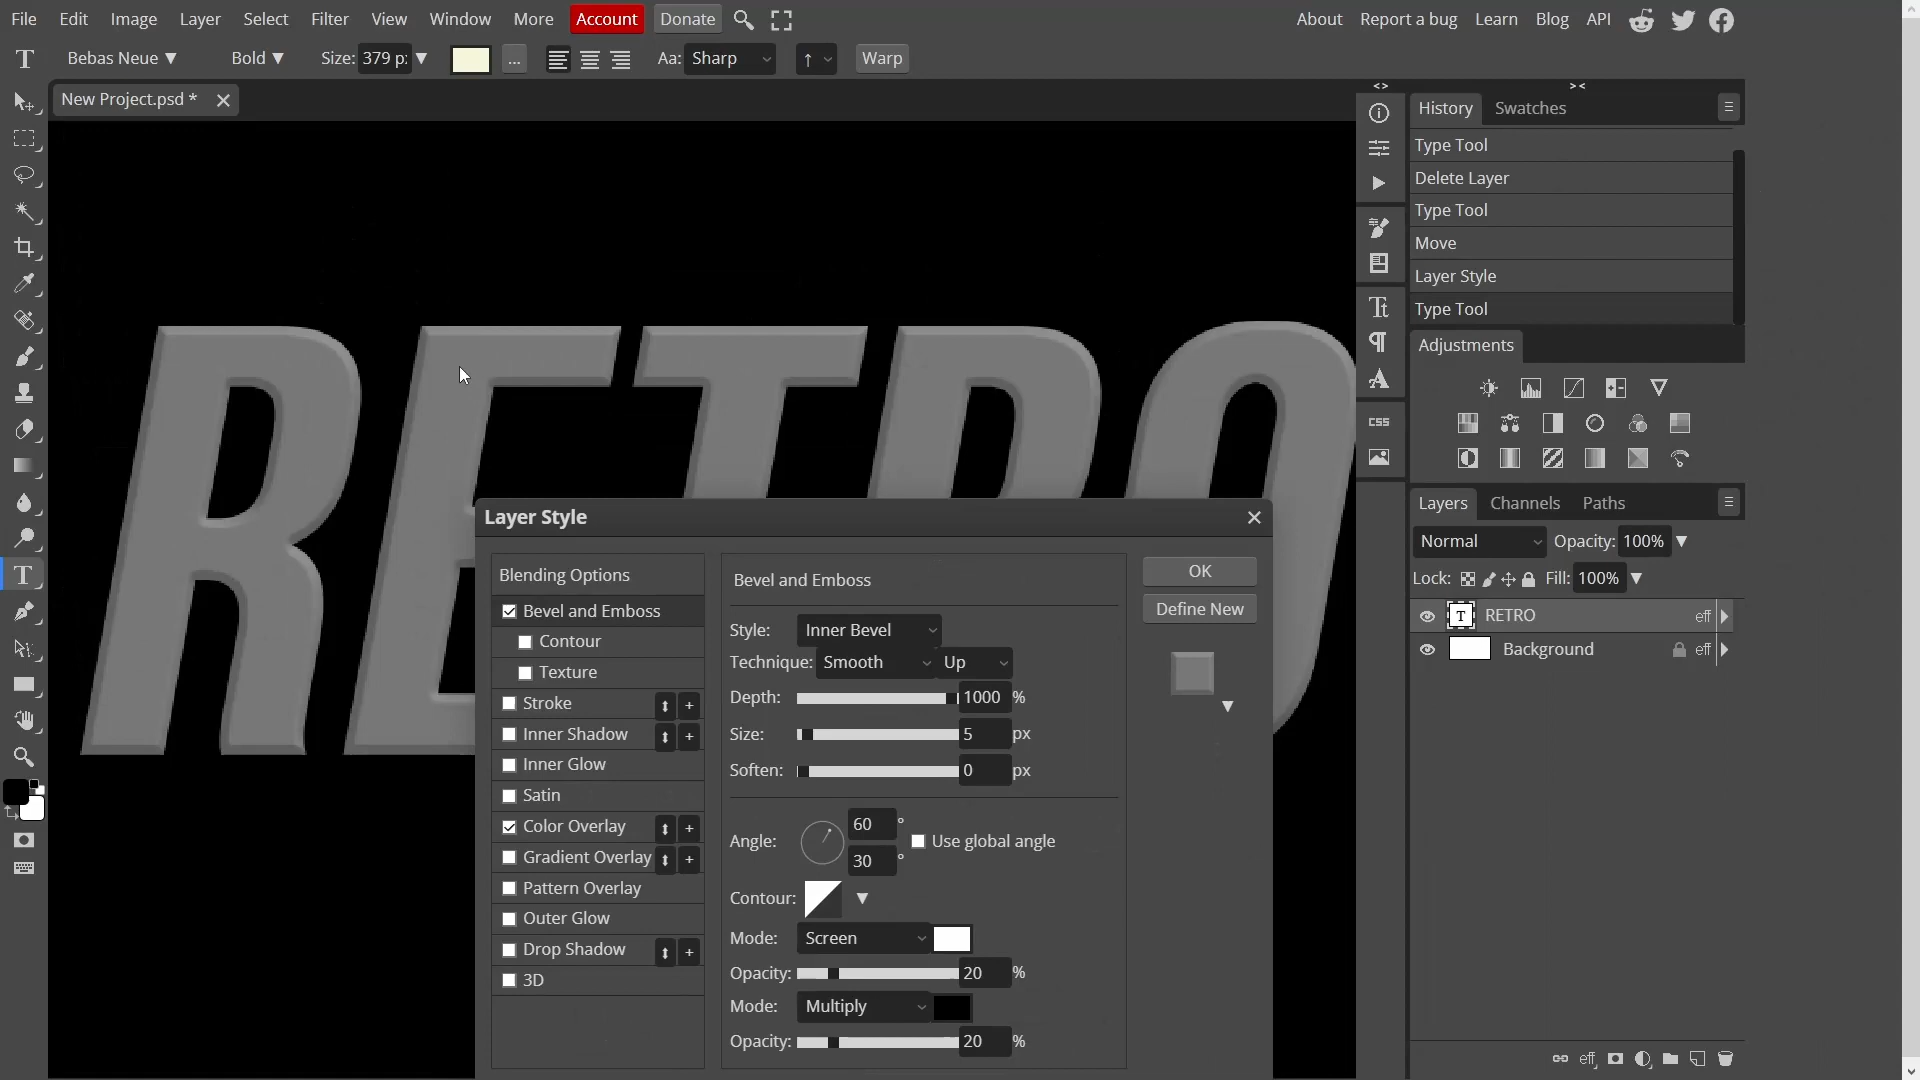 File Edit Image Layer Select Filter View Window More Account Donate About Report a bug Learn Blog API
T Bebas Neue ▼ Bold ▼ Size: 379 p: ▼ ... Aa: Sharp ↑ Warp
New Project.psd *
RETRO
Layer Style
Blending Options
Bevel and Emboss
Contour
Texture
Stroke
Inner Shadow
Inner Glow
Satin
Color Overlay
Gradient Overlay
Pattern Overlay
Outer Glow
Drop Shadow
3D
Bevel and Emboss
Style: Inner Bevel
Technique: Smooth Up
Depth: 1000 %
Size: 5 px
Soften: 0 px
Angle: 60 °
30 °
Use global angle
Contour:
Mode: Screen
Opacity: 20 %
Mode: Multiply
Opacity: 20 %
OK
Define New
CSS
History Swatches
Type Tool
Delete Layer
Type Tool
Move
Layer Style
Type Tool
Adjustments
Layers Channels Paths
Normal Opacity: 100% ▼
Lock: Fill: 100% ▼
T RETRO eff
Background eff
eff